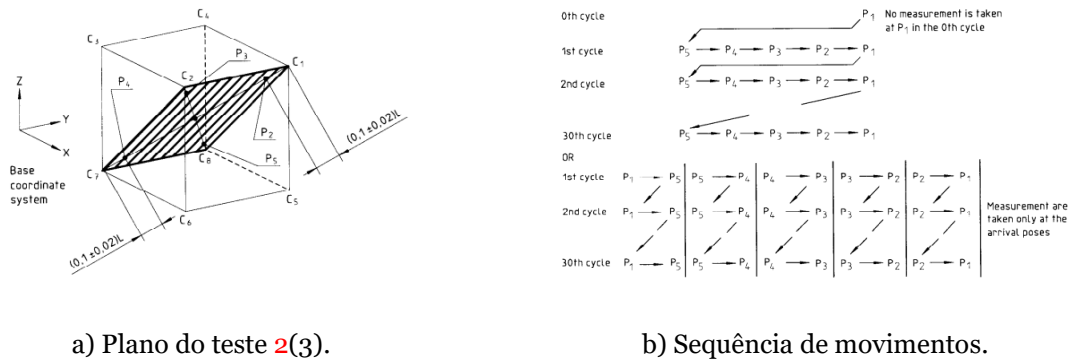 C4
C3
C1
P3
C2
P4
Z
Y
X
P2
(0,1 ±0,02)L
C8
P5
C7
Base
coordinate
system
C5
C6
(0,1 ±0,02)L
a) Plano do teste 2(3).
0th cycle P1 No measurement is taken
at P1 in the 0th cycle
1st cycle P5 P4 P3 P2 P1
2nd cycle P5 P4 P3 P2 P1
30th cycle P5 P4 P3 P2 P1
OR
1st cycle P1 P5 P5 P4 P4 P3 P3 P2 P2 P1
2nd cycle P1 P5 P5 P4 P4 P3 P3 P2 P2 P1
Measurement are
taken only at the
arrival poses
30th cycle P1 P5 P5 P4 P4 P3 P3 P2 P2 P1
b) Sequência de movimentos.